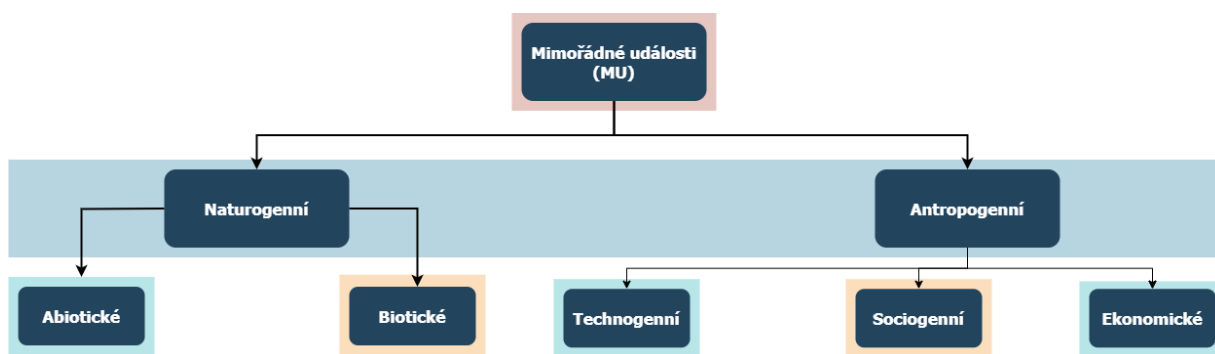 Mimořádné události
(MU)
Naturogenní
Antropogenní
Abiotické
Biotické
Technogenní
Sociogenní
Ekonomické